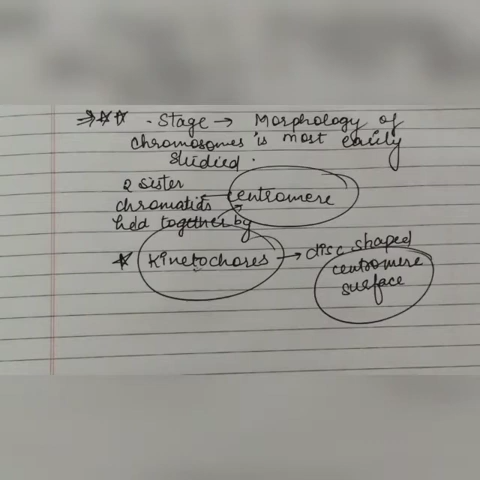 ⇒☆☆ . Stage → Morphology of
chromosomes is most easily
studied .
2 sister
chromatids centromere
held together by
☆ Kinetochores → disc shaped
centromere
surface